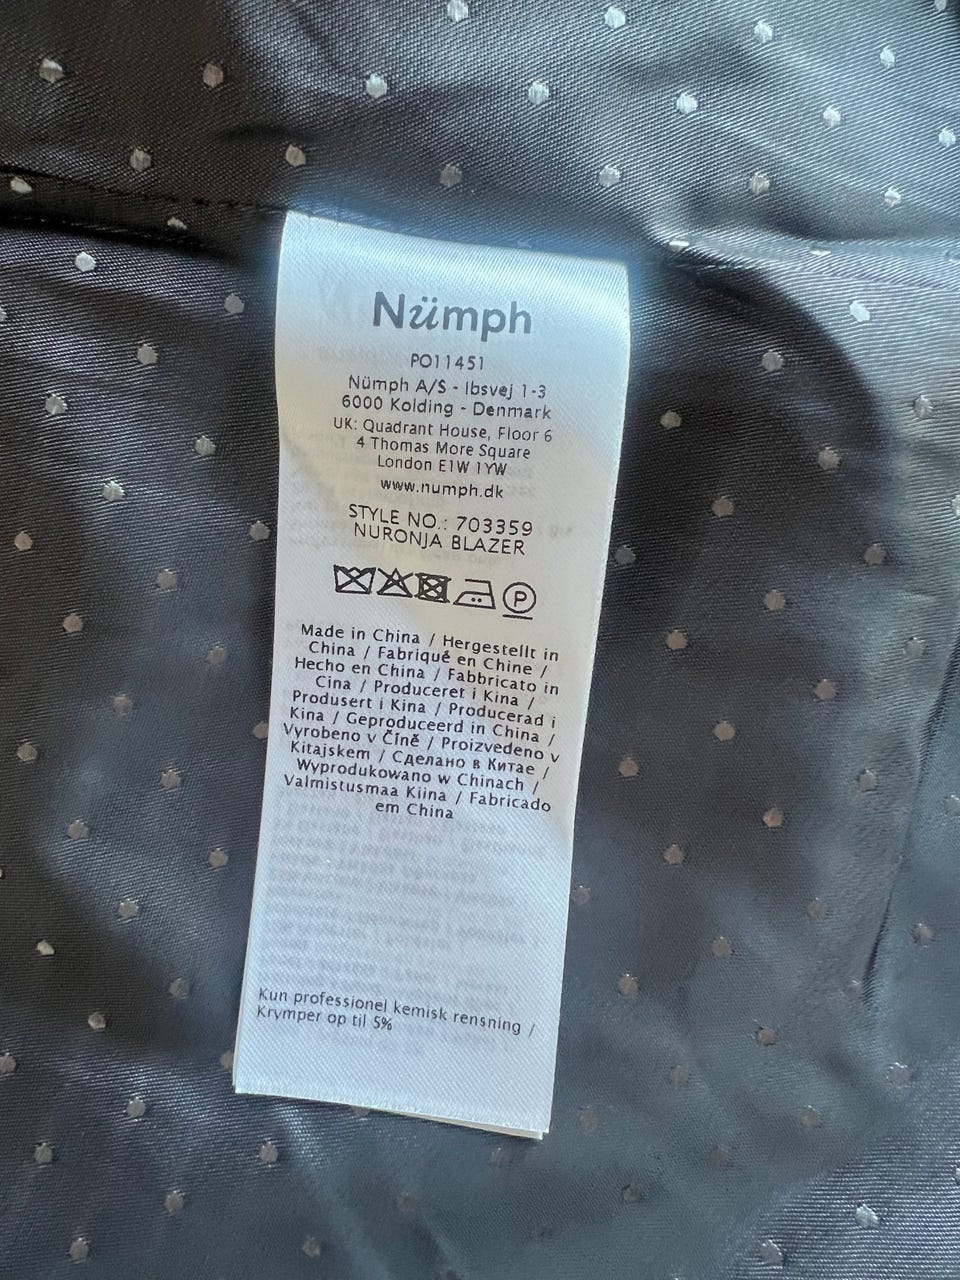 Nümph
PO11451
Nümph A/S - Ibsvej 1-3
6000 Kolding - Denmark
UK: Quadrant House, Floor 6
4 Thomas More Square
London E1W 1YW
www.numph.dk
STYLE NO.: 703359
NURONJA BLAZER
P
Made in China / Hergestellt in
China / Fabriqué en Chine /
Hecho en China / Fabbricato in
Cina / Produceret i Kina /
Produsert i Kina / Producerad i
Kina / Geproduceerd in China /
Vyrobeno v Číně / Proizvedeno v
Kitajskem / Сделано в Китае /
Wyprodukowano w Chinach /
Valmistusmaa Kiina / Fabricado
em China
Kun professionel kemisk rensning /
Krymper op til 5%